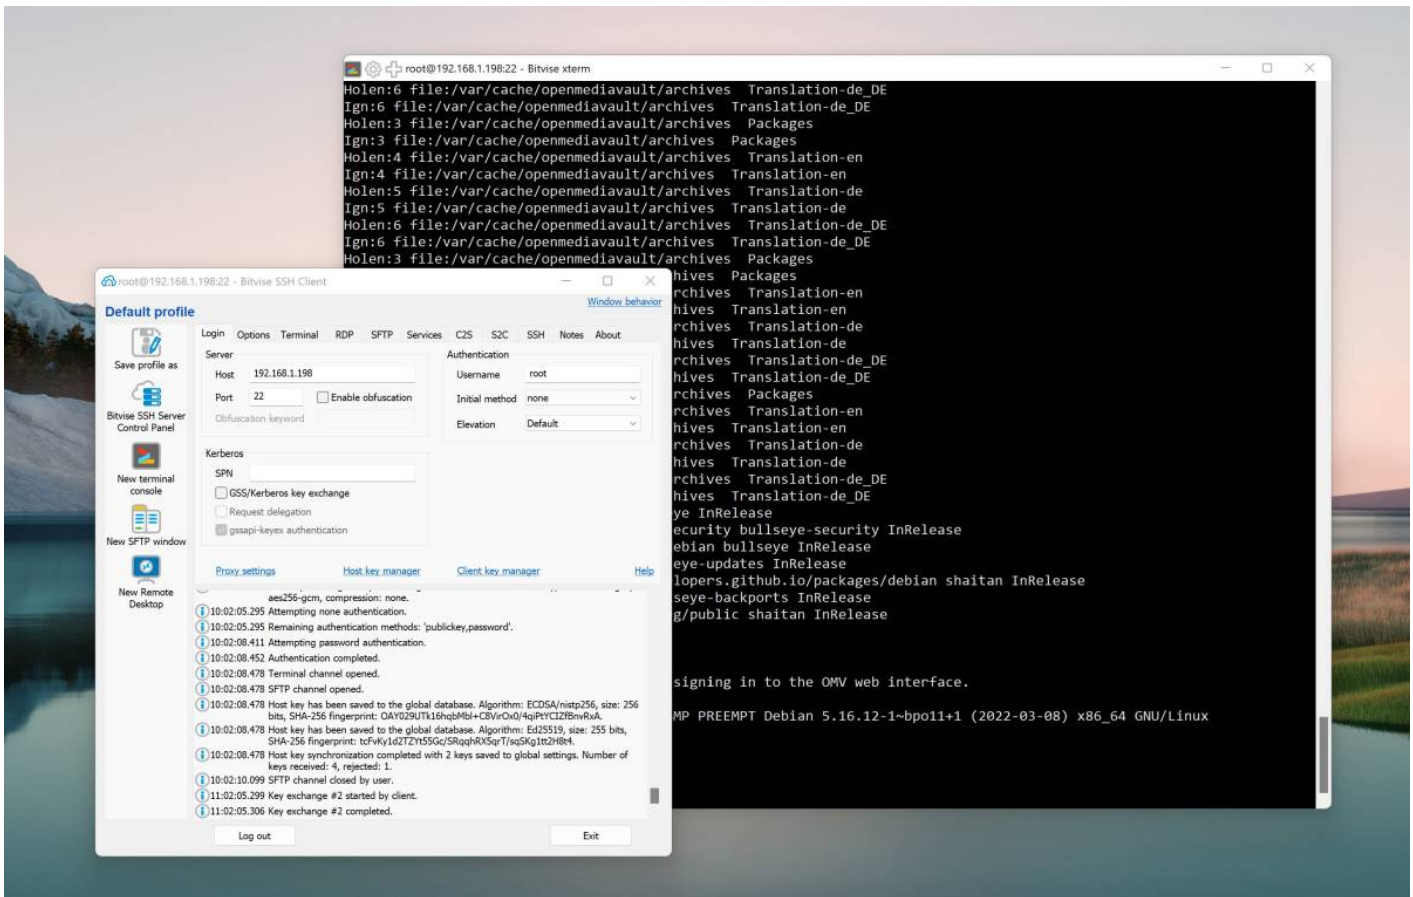 root@192.168.1.198:22 - Bitvise xterm
Holen:6 file:/var/cache/openmediavault/archives  Translation-de_DE
Ign:6 file:/var/cache/openmediavault/archives  Translation-de_DE
Holen:3 file:/var/cache/openmediavault/archives  Packages
Ign:3 file:/var/cache/openmediavault/archives  Packages
Holen:4 file:/var/cache/openmediavault/archives  Translation-en
Ign:4 file:/var/cache/openmediavault/archives  Translation-en
Holen:5 file:/var/cache/openmediavault/archives  Translation-de
Ign:5 file:/var/cache/openmediavault/archives  Translation-de
Holen:6 file:/var/cache/openmediavault/archives  Translation-de_DE
Ign:6 file:/var/cache/openmediavault/archives  Translation-de_DE
Holen:3 file:/var/cache/openmediavault/archives  Packages
hives  Packages
rchives  Translation-en
hives  Translation-en
rchives  Translation-de
hives  Translation-de
rchives  Translation-de_DE
hives  Translation-de_DE
rchives  Packages
rchives  Translation-en
hives  Translation-en
rchives  Translation-de
hives  Translation-de
rchives  Translation-de_DE
hives  Translation-de_DE
ye InRelease
ecurity bullseye-security InRelease
ebian bullseye InRelease
eye-updates InRelease
lopers.github.io/packages/debian shaitan InRelease
seye-backports InRelease
g/public shaitan InRelease
signing in to the OMV web interface.
MP PREEMPT Debian 5.16.12-1~bpo11+1 (2022-03-08) x86_64 GNU/Linux
root@192.168.1.198:22 - Bitvise SSH Client
Default profile
Window behavior
Save profile as
Bitvise SSH Server
Control Panel
New terminal
console
New SFTP window
New Remote
Desktop
Login Options Terminal RDP SFTP Services C2S S2C SSH Notes About
Server
Host 192.168.1.198
Port 22 Enable obfuscation
Obfuscation keyword
Authentication
Username root
Initial method none
Elevation Default
Kerberos
SPN
GSS/Kerberos key exchange
Request delegation
gssapi-keyex authentication
Proxy settings Host key manager Client key manager Help
aes256-gcm, compression: none.
10:02:05.295 Attempting none authentication.
10:02:05.295 Remaining authentication methods: 'publickey,password'.
10:02:08.411 Attempting password authentication.
10:02:08.452 Authentication completed.
10:02:08.478 Terminal channel opened.
10:02:08.478 SFTP channel opened.
10:02:08.478 Host key has been saved to the global database. Algorithm: ECDSA/nistp256, size: 256
bits, SHA-256 fingerprint: OAY029UTk16hqbMbl+C8VirOx0/4qiPtYCIZfBnvRxA.
10:02:08.478 Host key has been saved to the global database. Algorithm: Ed25519, size: 255 bits,
SHA-256 fingerprint: tcFvKy1d2TZYt55Gc/SRqqhRX5qrT/sqSKg1tt2H8t4.
10:02:08.478 Host key synchronization completed with 2 keys saved to global settings. Number of
keys received: 4, rejected: 1.
10:02:10.099 SFTP channel closed by user.
11:02:05.299 Key exchange #2 started by client.
11:02:05.306 Key exchange #2 completed.
Log out
Exit